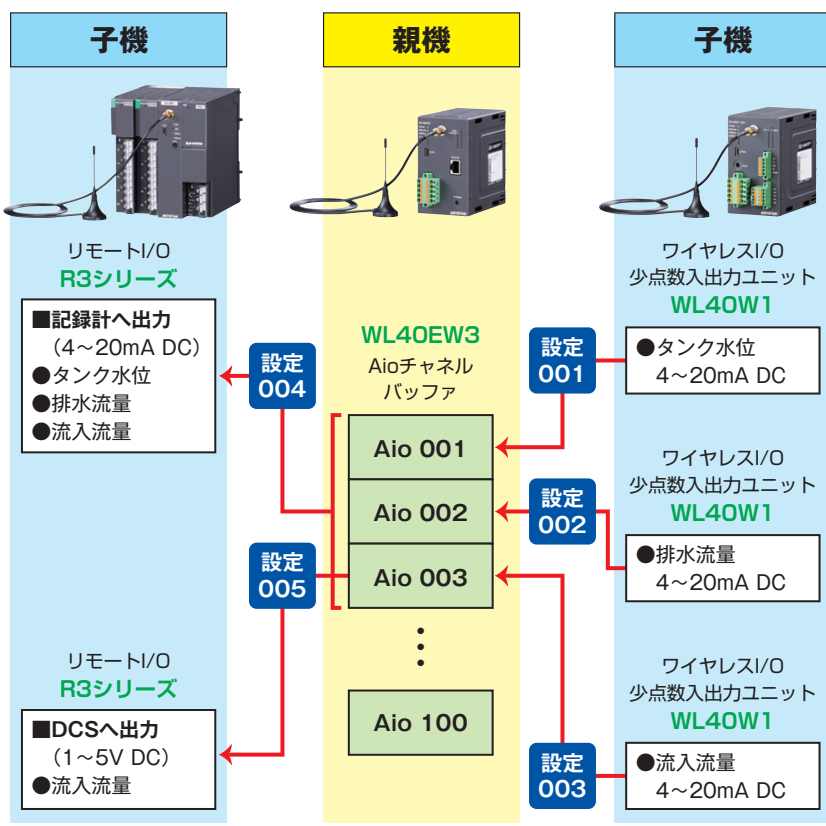 子機
親機
子機
リモートI/O
R3シリーズ
■記録計へ出力
（4～20mA DC）
●タンク水位
●排水流量
●流入流量
設定
004
リモートI/O
R3シリーズ
■DCSへ出力
（1～5V DC）
●流入流量
設定
005
WL40EW3
Aioチャネル
バッファ
Aio 001
Aio 002
Aio 003
Aio 100
設定
001
設定
002
設定
003
ワイヤレスI/O
少点数入出力ユニット
WL40W1
●タンク水位
4～20mA DC
ワイヤレスI/O
少点数入出力ユニット
WL40W1
●排水流量
4～20mA DC
ワイヤレスI/O
少点数入出力ユニット
WL40W1
●流入流量
4～20mA DC